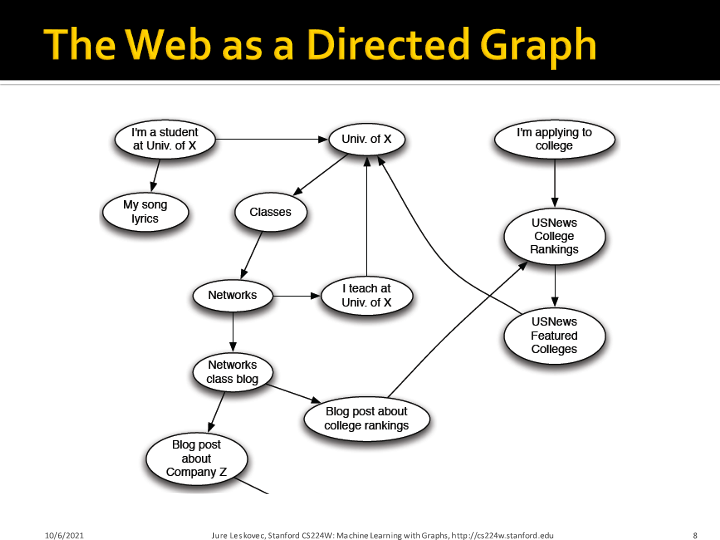 The Web as a Directed Graph
I'm a student
at Univ. of X
Univ. of X
I'm applying to
college
My song
lyrics
Classes
USNews
College
Rankings
Networks
I teach at
Univ. of X
USNews
Featured
Colleges
Networks
class blog
Blog post about
college rankings
Blog post
about
Company Z
10/6/2021
Jure Leskovec, Stanford CS224W: Machine Learning with Graphs, http://cs224w.stanford.edu
8